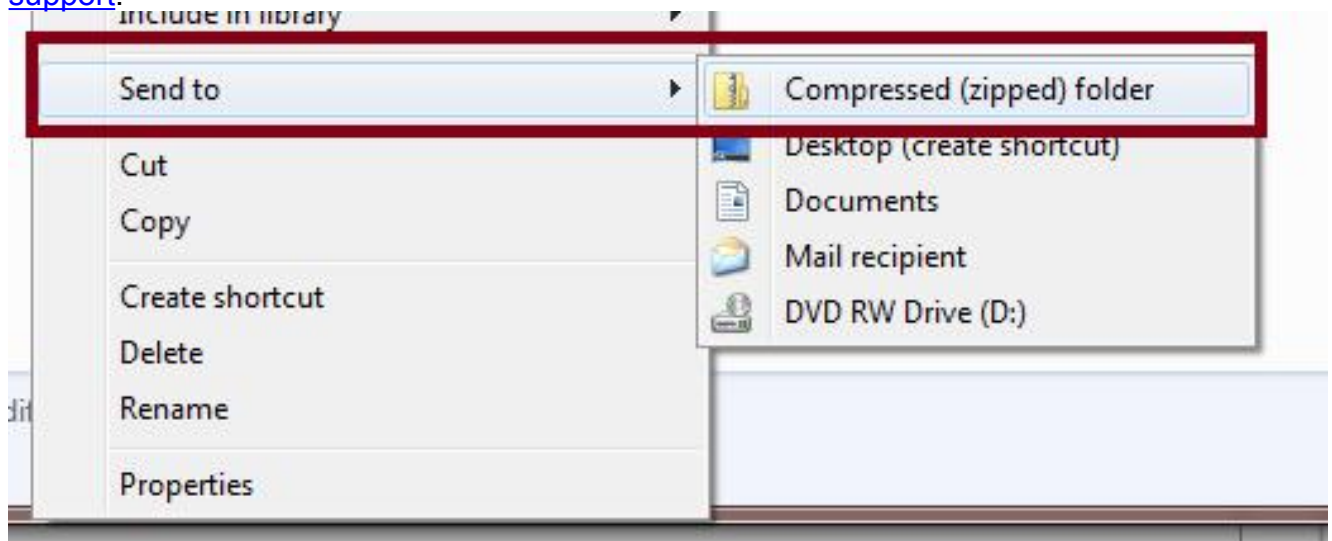 support.
Include in library
Send to
Compressed (zipped) folder
Desktop (create shortcut)
Documents
Mail recipient
DVD RW Drive (D:)
Cut
Copy
Create shortcut
Delete
Rename
Properties